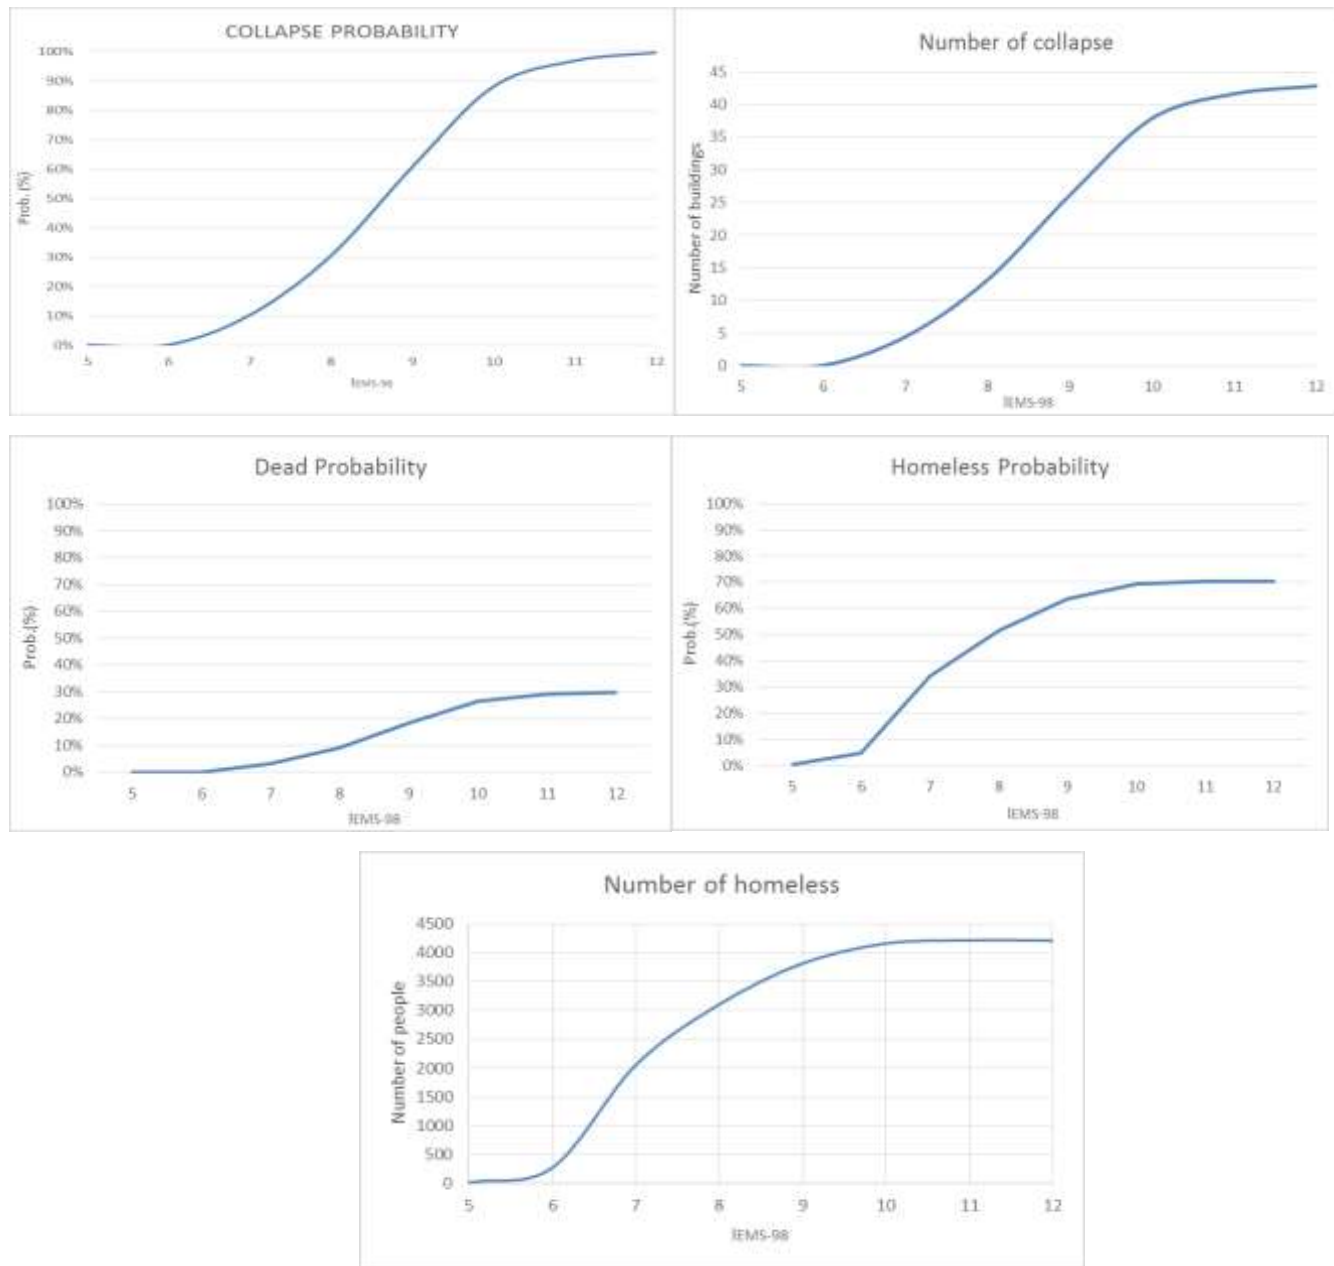 COLLAPSE PROBABILITY
100%
90%
80%
70%
60%
50%
40%
30%
20%
10%
0%
Prob. (%)
5 6 7 8 9 10 11 12
IEMS-98
Number of collapse
45
40
35
30
25
20
15
10
5
0
Number of buildings
5 6 7 8 9 10 11 12
IEMS-98
Dead Probability
100%
90%
80%
70%
60%
50%
40%
30%
20%
10%
0%
Prob.(%)
5 6 7 8 9 10 11 12
IEMS-98
Homeless Probability
100%
90%
80%
70%
60%
50%
40%
30%
20%
10%
0%
Prob.(%)
5 6 7 8 9 10 11 12
IEMS-98
Number of homeless
4500
4000
3500
3000
2500
2000
1500
1000
500
0
Number of people
5 6 7 8 9 10 11 12
IEMS-98